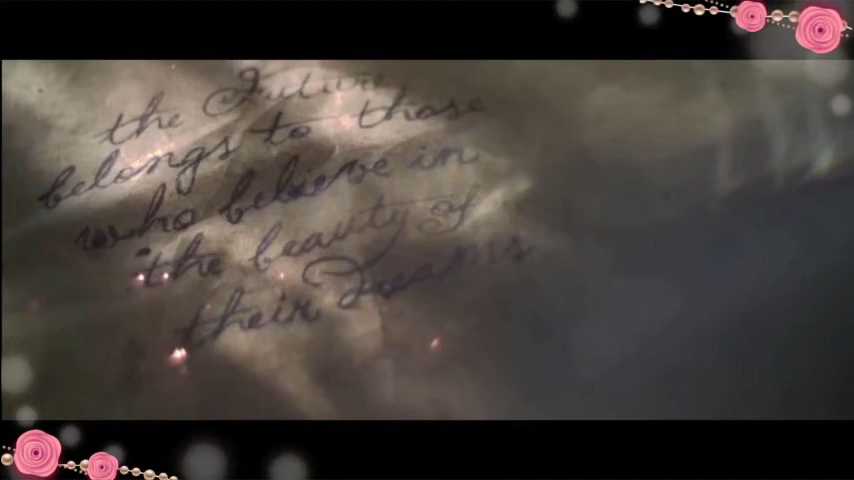 the Future
belongs to those
who believe in
the beauty of
their Dreams